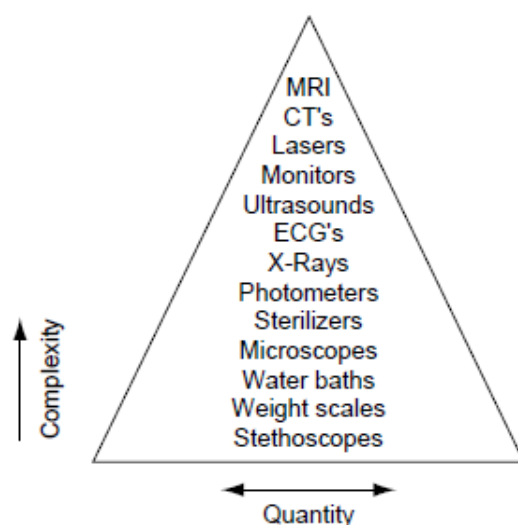 MRI
CT's
Lasers
Monitors
Ultrasounds
ECG's
X-Rays
Photometers
Sterilizers
Microscopes
Water baths
Weight scales
Stethoscopes
Complexity
Quantity